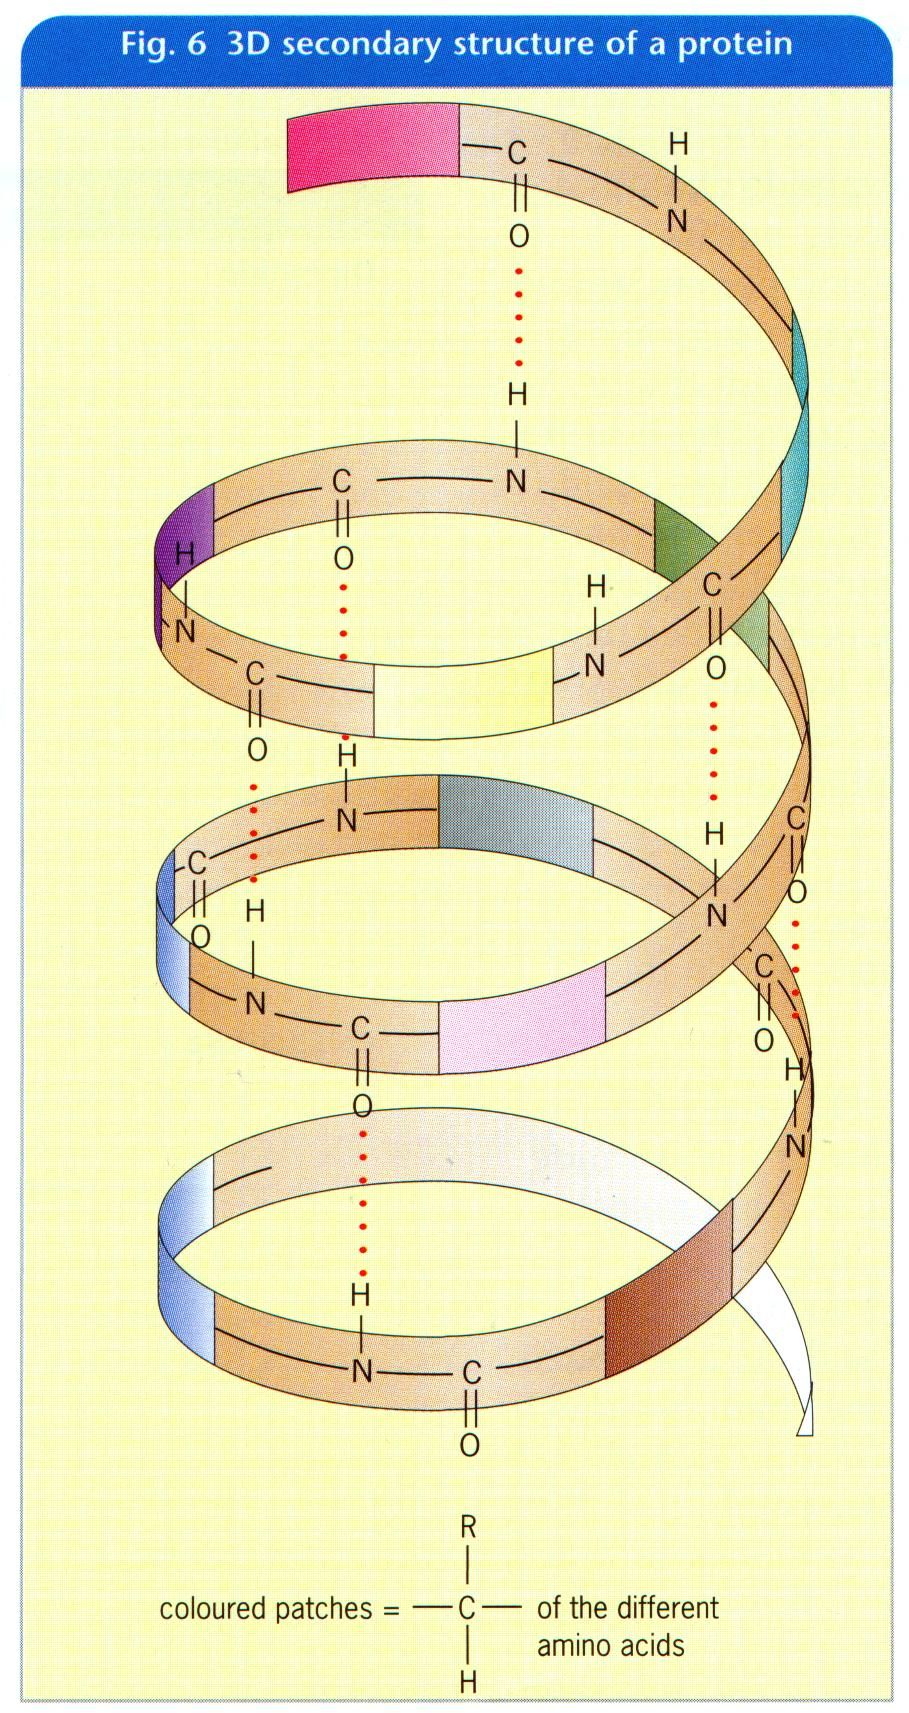 Fig. 6 3D secondary structure of a protein
H
C
N
O
H
C
N
H
O
H
C
N
N
O
C
O
H
H
C
N
C
O
H
N
O
C
N
C
O
O
H
N
H
N
C
O
R
coloured patches = —C— of the different
amino acids
H